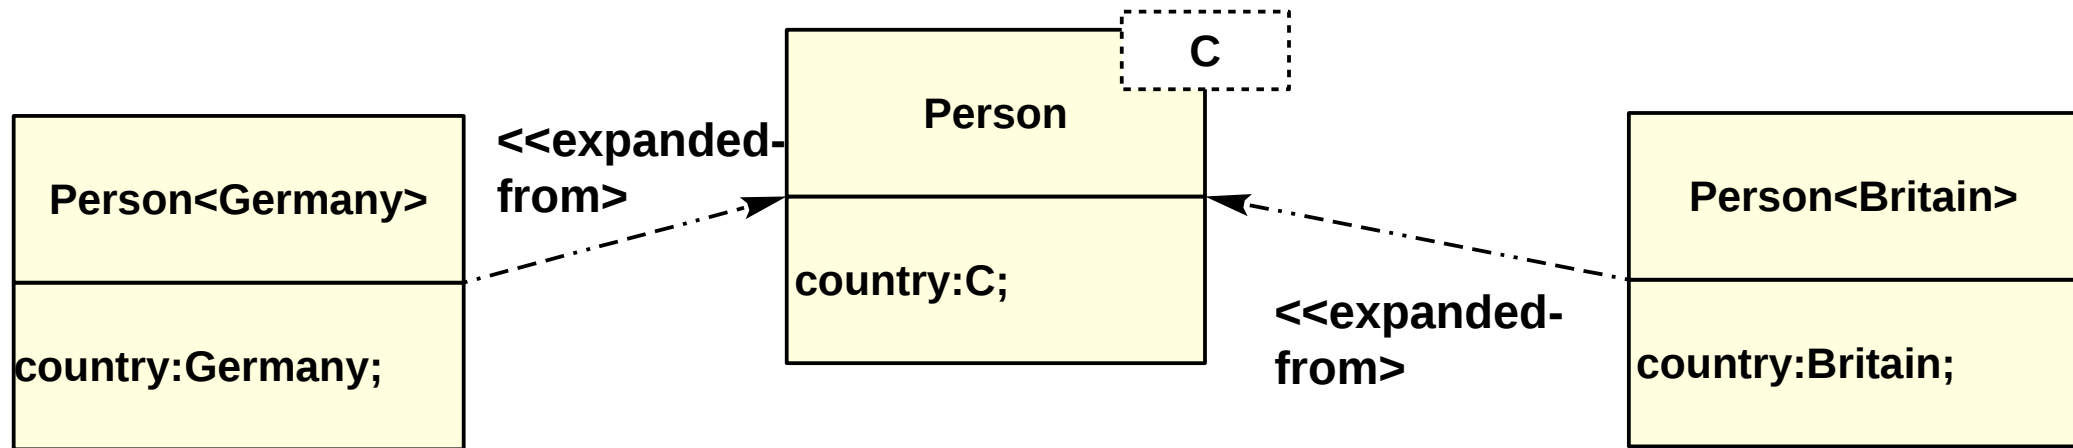 C
Person
country:C;
Person<Germany>
country:Germany;
<<expanded-
from>
Person<Britain>
country:Britain;
<<expanded-
from>